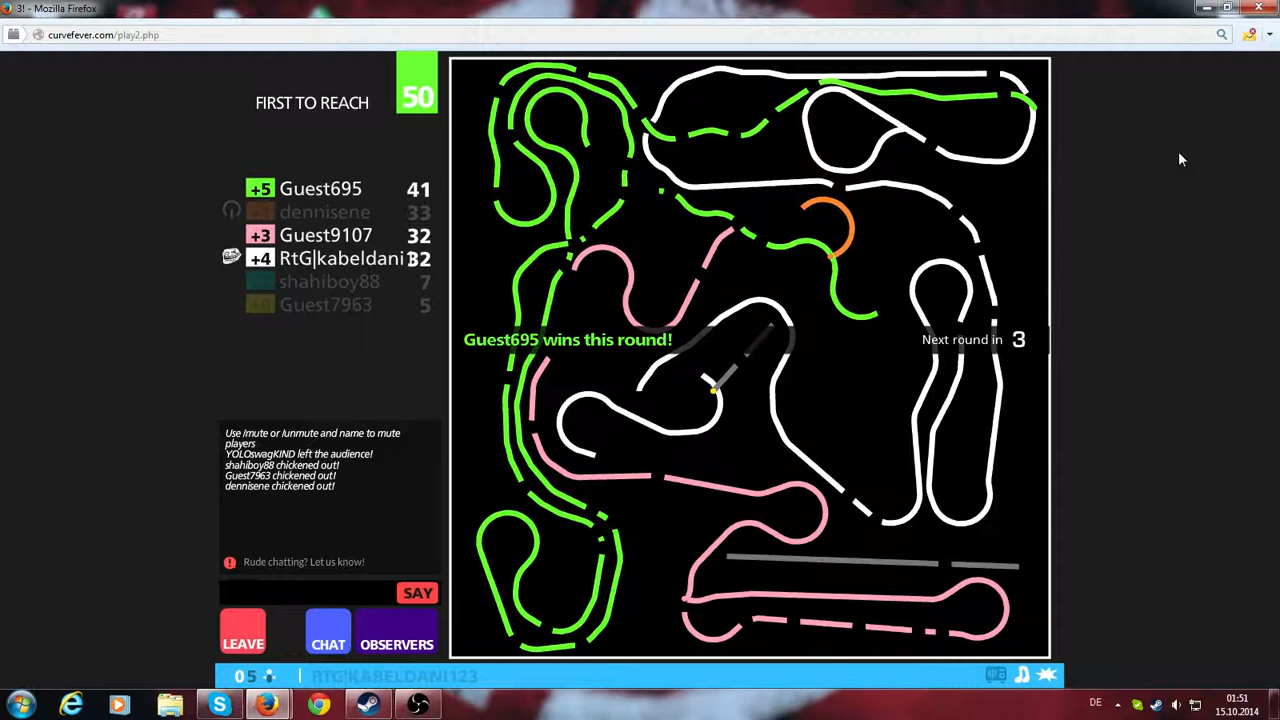 3! - Mozilla Firefox
curvefever.com/play2.php
FIRST TO REACH 50
+5 Guest695 41
dennisene 33
+3 Guest9107 32
+4 RtG|kabeldani 32
shahiboy88 7
Guest7963 5
Guest695 wins this round!
Next round in 3
Use /mute or /unmute and name to mute
players
YOLOswagKIND left the audience!
shahiboy88 chickened out!
Guest7963 chickened out!
dennisene chickened out!
Rude chatting? Let us know!
SAY
LEAVE
CHAT
OBSERVERS
05 RTG|KABELDANI123
DE
01:51
15.10.2014